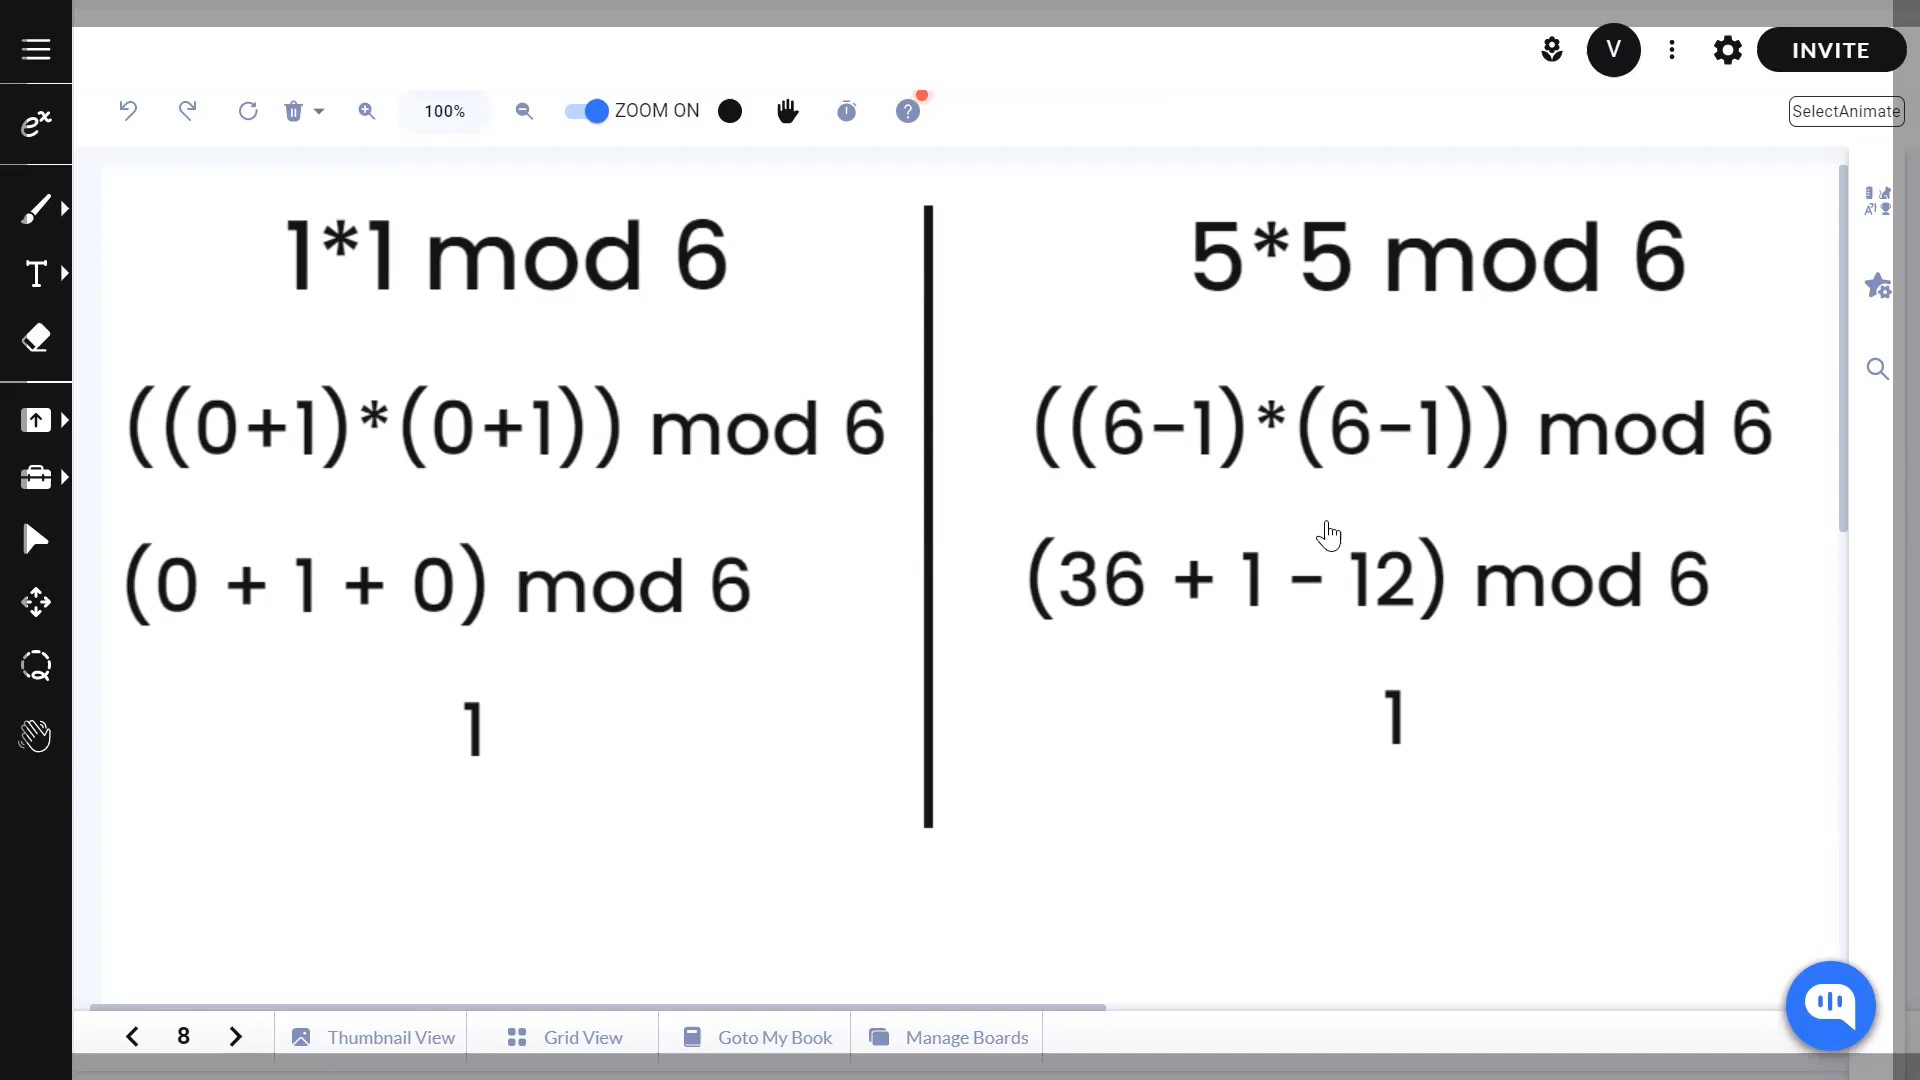 V
INVITE
100%
ZOOM ON
?
SelectAnimate
eˣ
T
1*1 mod 6
((0+1)*(0+1)) mod 6
(0 + 1 + 0) mod 6
1
5*5 mod 6
((6-1)*(6-1)) mod 6
(36 + 1 - 12) mod 6
1
8
Thumbnail View
Grid View
Goto My Book
Manage Boards